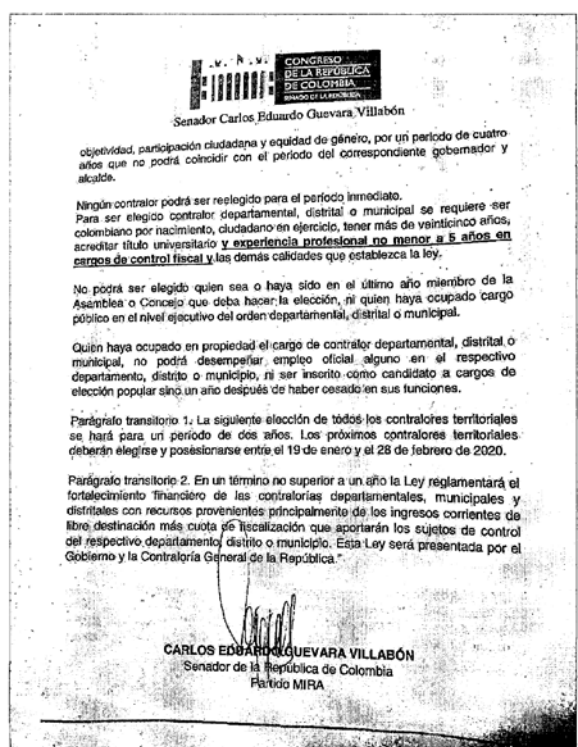 CONGRESO
DE LA REPÚBLICA
DE COLOMBIA
SENADO DE LA REPÚBLICA
Senador Carlos Eduardo Guevara Villabón
objetividad, participación ciudadana y equidad de género, por un periodo de cuatro
años que no podrá coincidir con el periodo del correspondiente gobernador y
alcalde.
Ningún contralor podrá ser reelegido para el período inmediato.
Para ser elegido contralor departamental, distrital o municipal se requiere ser
colombiano por nacimiento, ciudadano en ejercicio, tener más de veinticinco años,
acreditar título universitario y experiencia profesional no menor a 5 años en
cargos de control fiscal y las demás calidades que establezca la ley.
No podrá ser elegido quien sea o haya sido en el último año miembro de la
Asamblea o Concejo que deba hacer la elección, ni quien haya ocupado cargo
público en el nivel ejecutivo del orden departamental, distrital o municipal.
Quien haya ocupado en propiedad el cargo de contralor departamental, distrital o
municipal, no podrá desempeñar empleo oficial alguno en el respectivo
departamento, distrito o municipio, ni ser inscrito como candidato a cargos de
elección popular sino un año después de haber cesado en sus funciones.
Parágrafo transitorio 1. La siguiente elección de todos los contralores territoriales
se hará para un periodo de dos años. Los próximos contralores territoriales
deberán elegirse y posesionarse entre el 19 de enero y el 28 de febrero de 2020.
Parágrafo transitorio 2. En un término no superior a un año la Ley reglamentará el
fortalecimiento financiero de las contralorías departamentales, municipales y
distritales con recursos provenientes principalmente de los ingresos corrientes de
libre destinación más cuota de fiscalización que aportarán los sujetos de control
del respectivo departamento, distrito o municipio. Esta Ley será presentada por el
Gobierno y la Contraloría General de la República."
CARLOS EDUARDO GUEVARA VILLABÓN
Senador de la República de Colombia
Partido MIRA